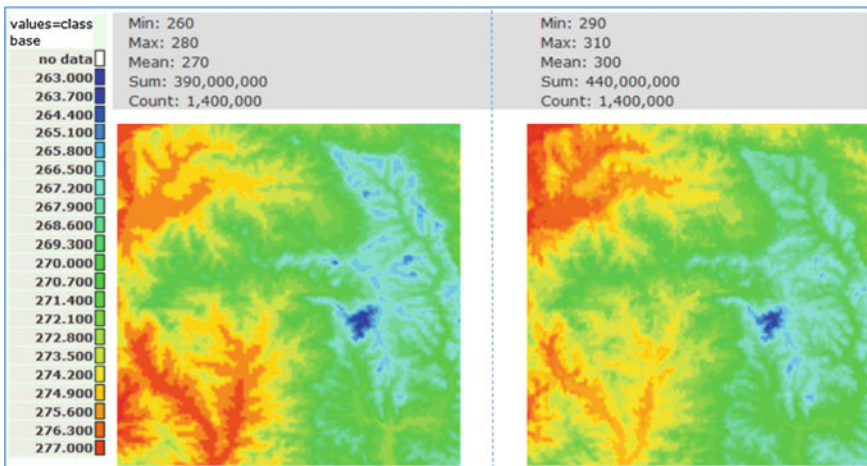 values=class
base
no data
263.000
263.700
264.400
265.100
265.800
266.500
267.200
267.900
268.600
269.300
270.000
270.700
271.400
272.100
272.800
273.500
274.200
274.900
275.600
276.300
277.000
Min: 260
Max: 280
Mean: 270
Sum: 390,000,000
Count: 1,400,000
Min: 290
Max: 310
Mean: 300
Sum: 440,000,000
Count: 1,400,000